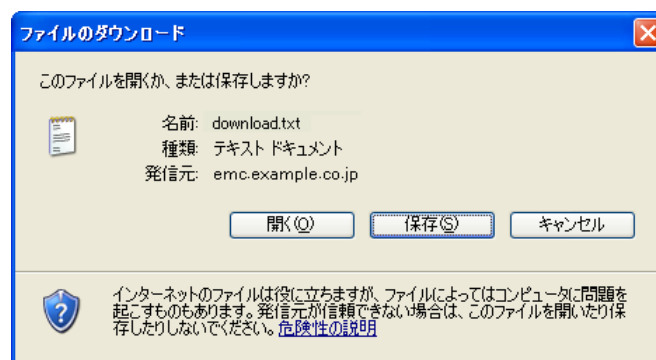 ファイルのダウンロード
このファイルを開くか、または保存しますか?
名前: download.txt
種類: テキスト ドキュメント
発信元: emc.example.co.jp
開く(O) 保存(S) キャンセル
インターネットのファイルは役に立ちますが、ファイルによってはコンピュータに問題を
起こすものもあります。発信元が信頼できない場合は、このファイルを開いたり保
存したりしないでください。危険性の説明